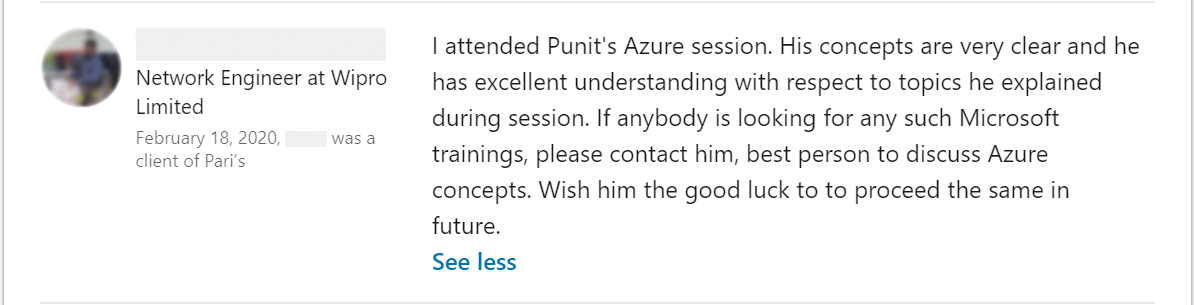 Network Engineer at Wipro
Limited
February 18, 2020, was a
client of Pari's
I attended Punit's Azure session. His concepts are very clear and he
has excellent understanding with respect to topics he explained
during session. If anybody is looking for any such Microsoft
trainings, please contact him, best person to discuss Azure
concepts. Wish him the good luck to to proceed the same in
future.
See less